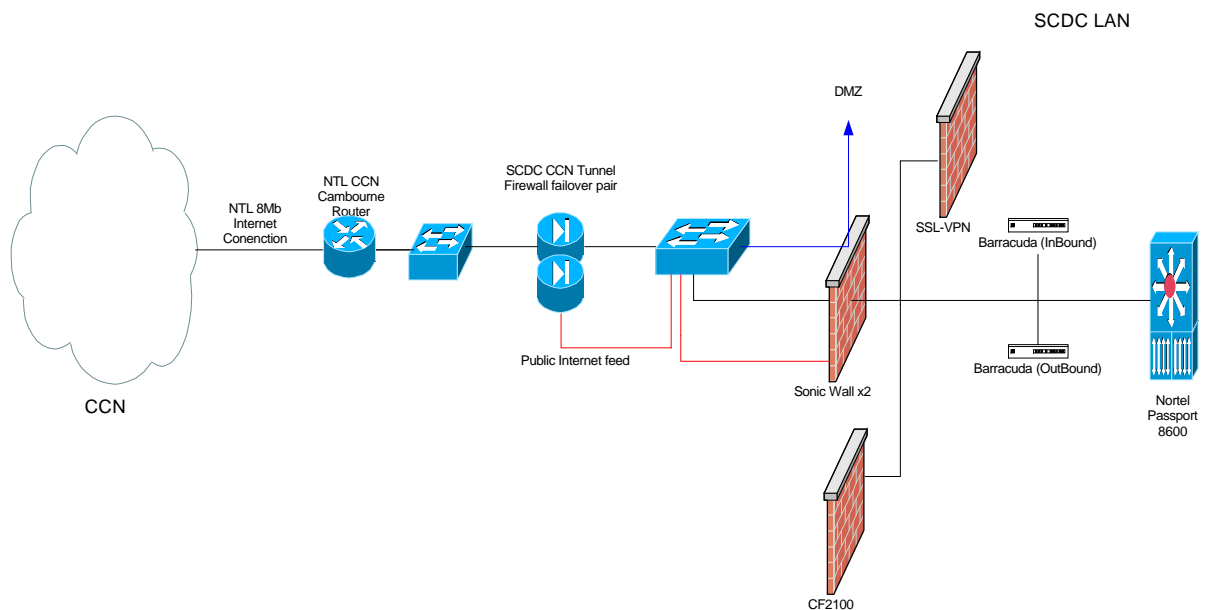 SCDC LAN
DMZ
SCDC CCN Tunnel
Firewall failover pair
NTL CCN
Cambourne
Router
NTL 8Mb
Internet
Conenction
SSL-VPN
Barracuda (InBound)
Public Internet feed
Barracuda (OutBound)
Sonic Wall x2
Nortel
Passport
8600
CCN
CF2100